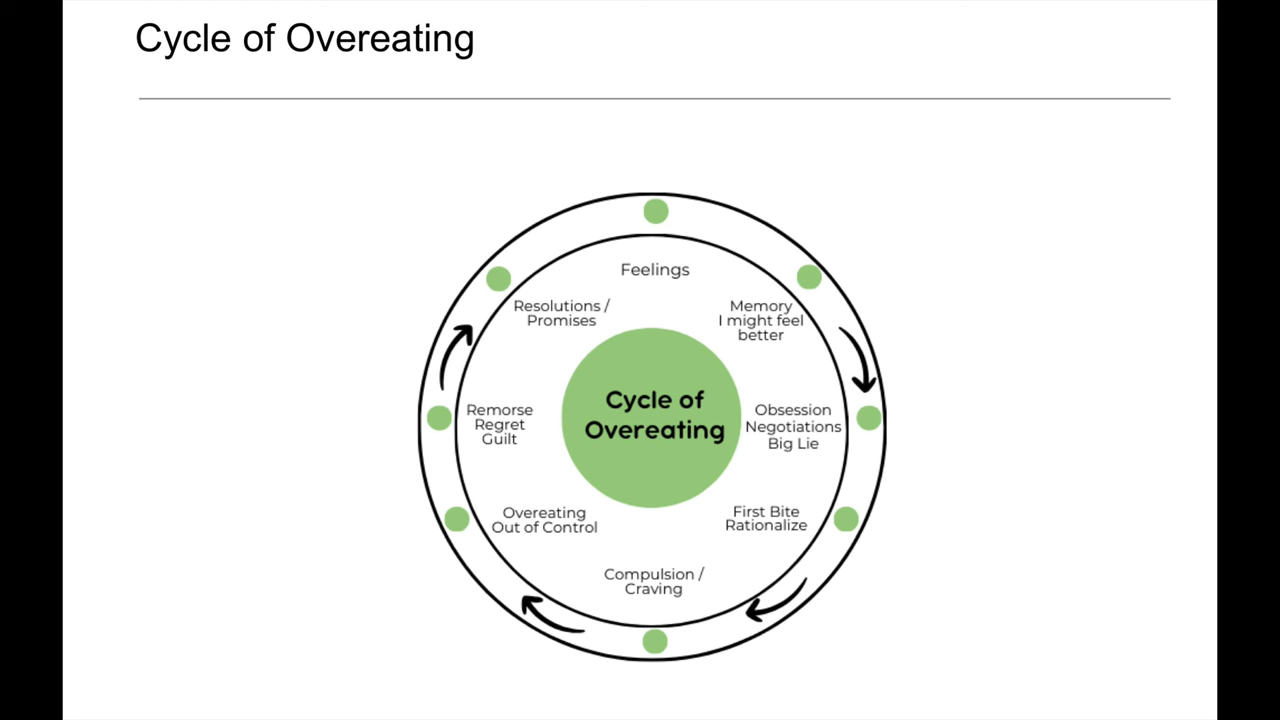 Cycle of Overeating
Feelings
Memory
I might feel
better
Obsession
Negotiations
Big Lie
First Bite
Rationalize
Compulsion /
Craving
Overeating
Out of Control
Remorse
Regret
Guilt
Resolutions /
Promises
Cycle of
Overeating